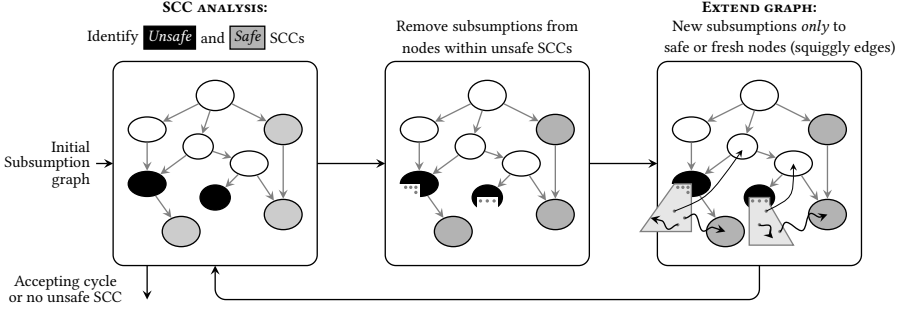 SCC ANALYSIS:
Identify Unsafe and Safe SCCs
Remove subsumptions from
nodes within unsafe SCCs
EXTEND GRAPH:
New subsumptions only to
safe or fresh nodes (squiggly edges)
Initial
Subsumption
graph
Accepting cycle
or no unsafe SCC